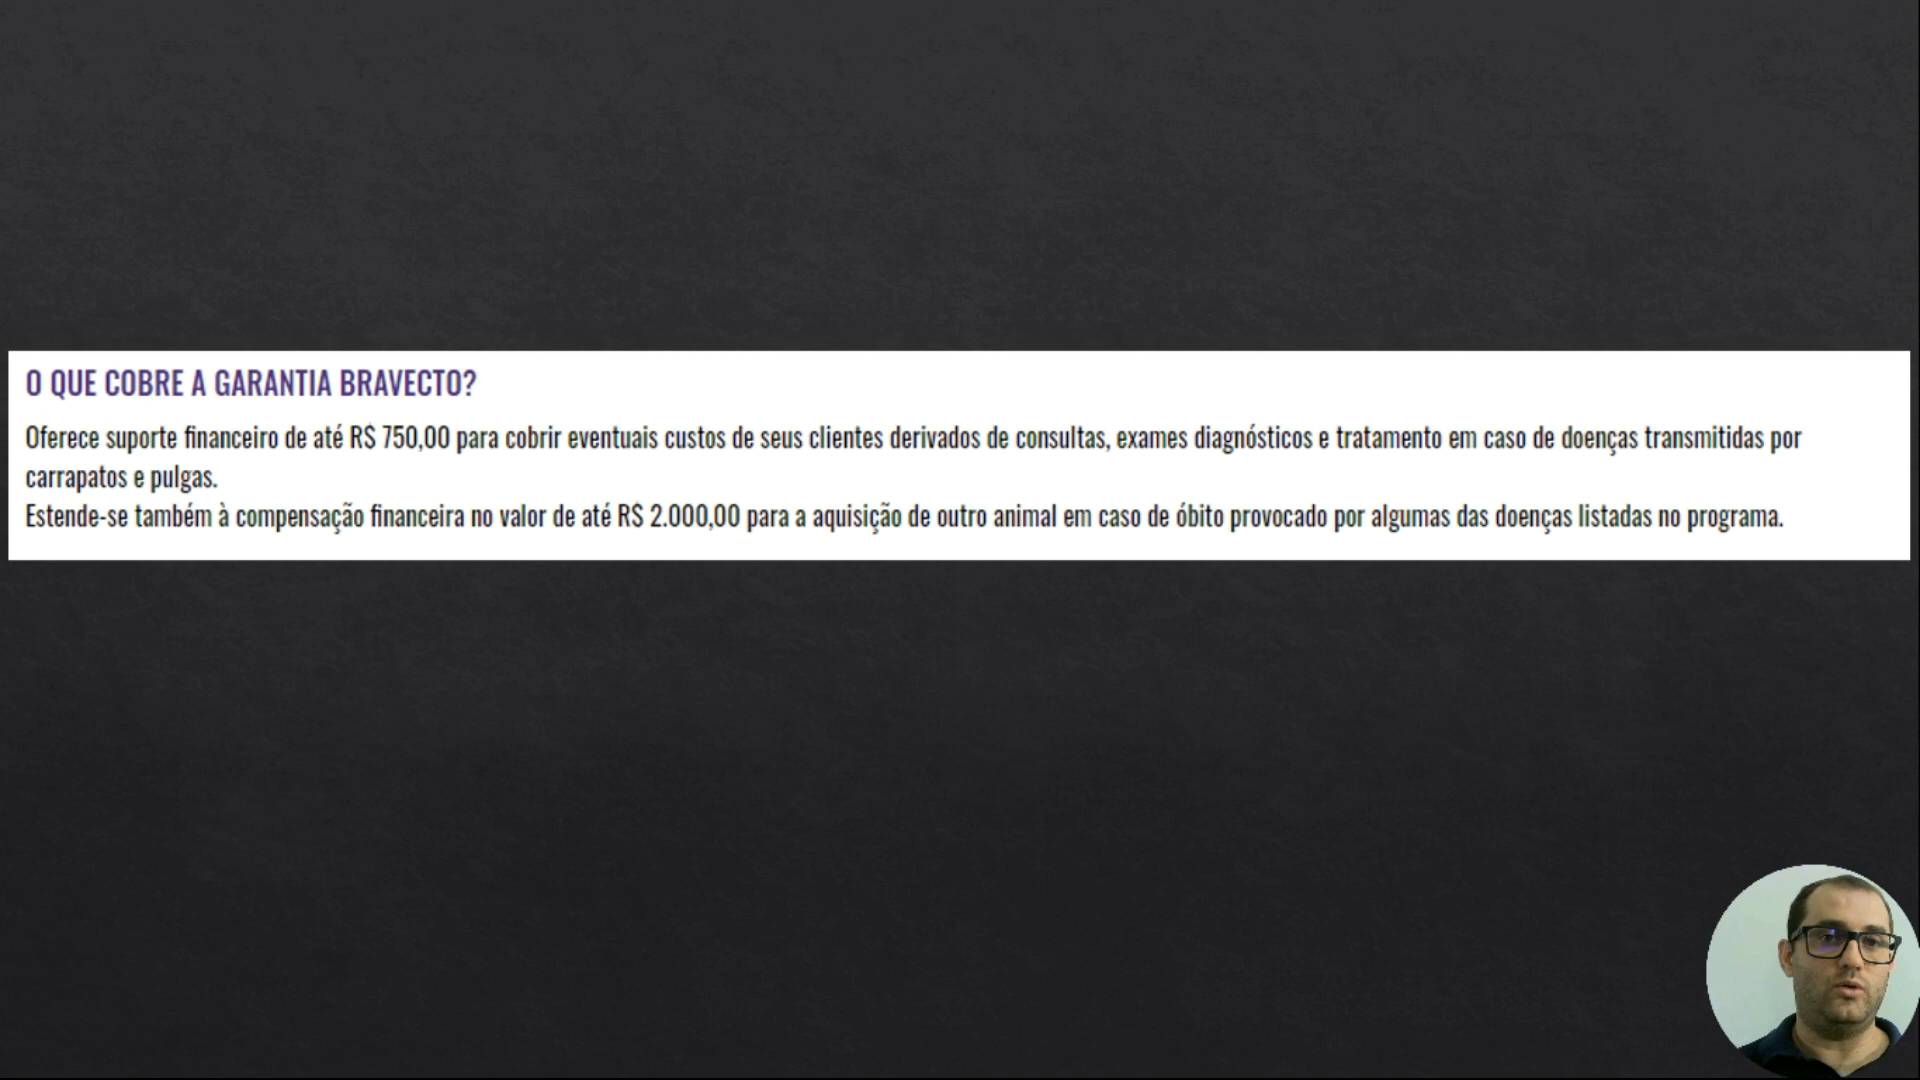 O QUE COBRE A GARANTIA BRAVECTO?
Oferece suporte financeiro de até R$ 750,00 para cobrir eventuais custos de seus clientes derivados de consultas, exames diagnósticos e tratamento em caso de doenças transmitidas por
carrapatos e pulgas.
Estende-se também à compensação financeira no valor de até R$ 2.000,00 para a aquisição de outro animal em caso de óbito provocado por algumas das doenças listadas no programa.